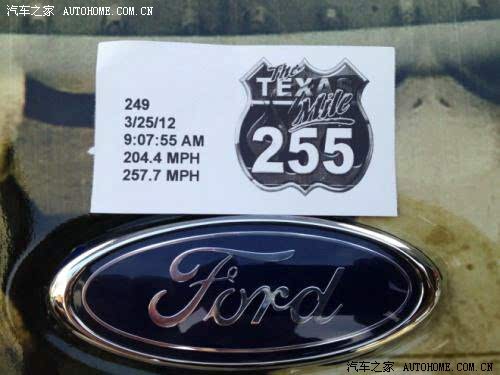 汽车之家 AUTOHOME.COM.CN
249
3/25/12
9:07:55 AM
204.4 MPH
257.7 MPH
The
TEXAS
Mile
255
Ford
汽车之家 AUTOHOME.COM.CN